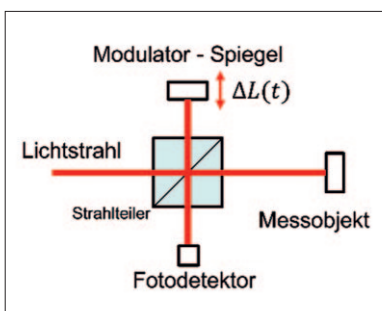 Modulator - Spiegel
ΔL(t)
Lichtstrahl
Strahlteiler
Messobjekt
Fotodetektor